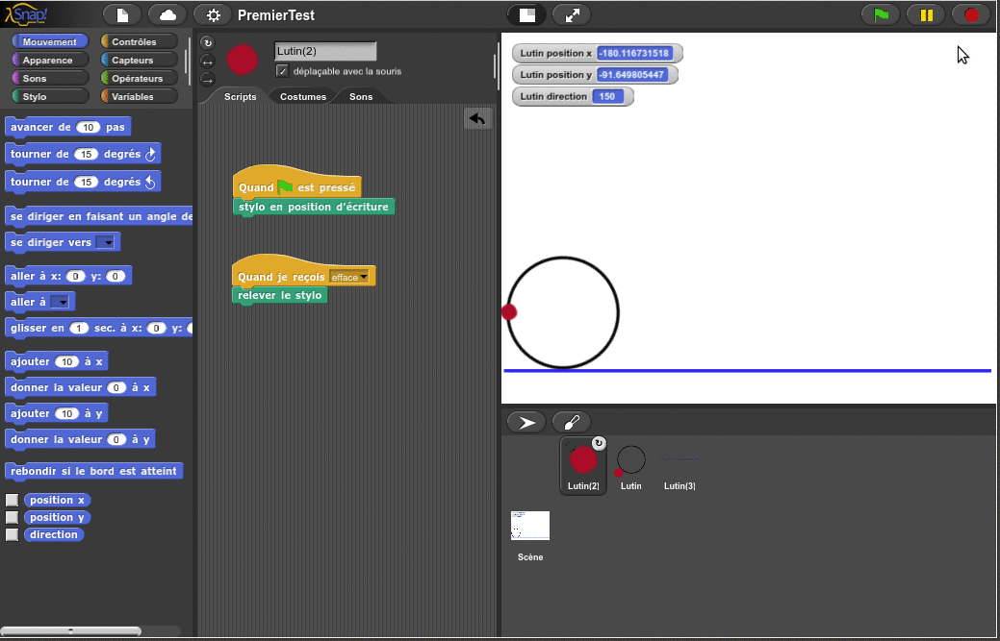 Snap!
PremierTest
Mouvement
Contrôles
Apparence
Capteurs
Sons
Opérateurs
Stylo
Variables
avancer de 10 pas
tourner de 15 degrés
tourner de 15 degrés
se diriger en faisant un angle de
se diriger vers
aller à x: 0 y: 0
aller à
glisser en 1 sec. à x: 0 y:
ajouter 10 à x
donner la valeur 0 à x
ajouter 10 à y
donner la valeur 0 à y
rebondir si le bord est atteint
position x
position y
direction
Lutin(2)
déplaçable avec la souris
Scripts
Costumes
Sons
Quand est pressé
stylo en position d'écriture
Quand je reçois efface
relever le stylo
Lutin position x -180.116731518
Lutin position y -91.649805447
Lutin direction 150
Lutin(2)
Lutin
Lutin(3)
Scène